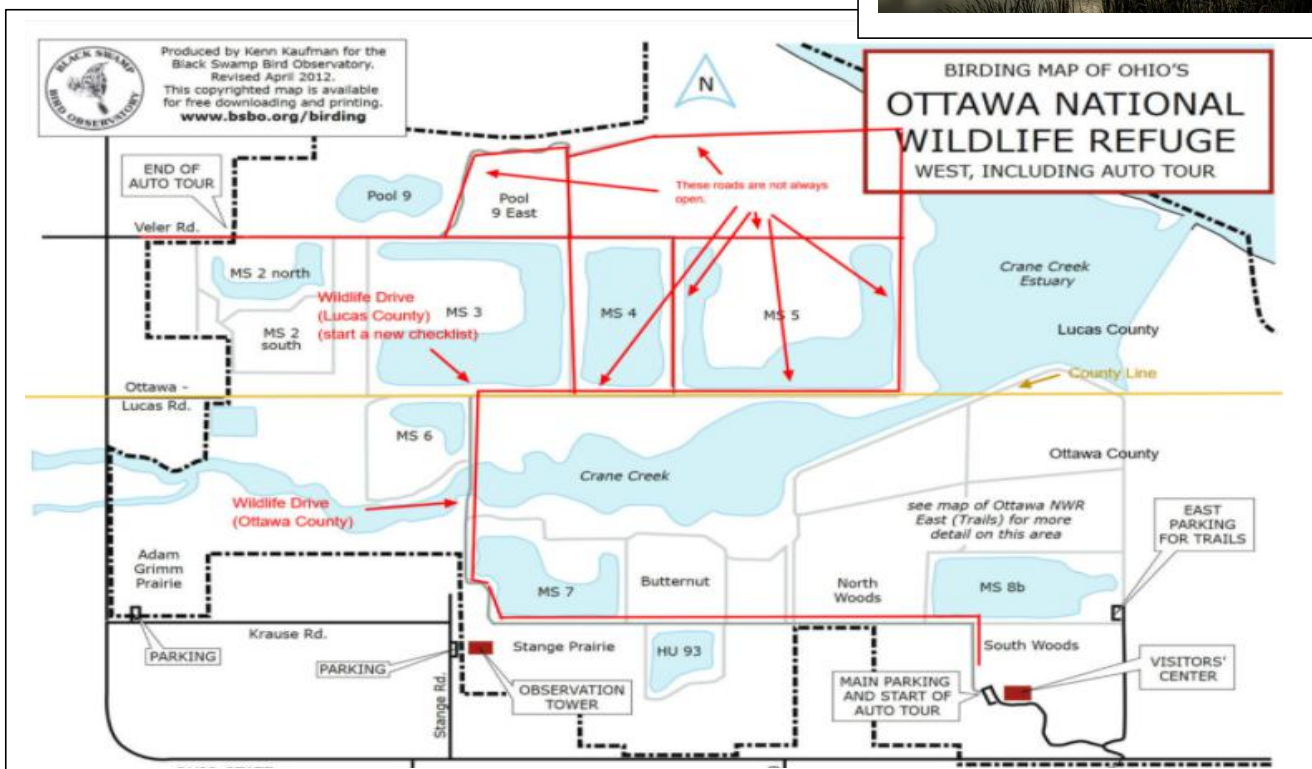 BLACK SWAMP
BIRD OBSERVATORY
Produced by Kenn Kaufman for the
Black Swamp Bird Observatory.
Revised April 2012.
This copyrighted map is available
for free downloading and printing.
www.bsbo.org/birding
N
BIRDING MAP OF OHIO'S
OTTAWA NATIONAL
WILDLIFE REFUGE
WEST, INCLUDING AUTO TOUR
END OF
AUTO TOUR
Pool 9
Pool
9 East
These roads are not always
open.
Veler Rd.
MS 2 north
MS 2
south
Wildlife Drive
(Lucas County)
(start a new checklist)
MS 3
MS 4
MS 5
Crane Creek
Estuary
Lucas County
County Line
Ottawa -
Lucas Rd.
MS 6
Crane Creek
Ottawa County
Wildlife Drive
(Ottawa County)
see map of Ottawa NWR
East (Trails) for more
detail on this area
EAST
PARKING
FOR TRAILS
Adam
Grimm
Prairie
MS 7
Butternut
North
Woods
MS 8b
Krause Rd.
PARKING
PARKING
Stange Prairie
HU 93
South Woods
Stange Rd.
OBSERVATION
TOWER
MAIN PARKING
AND START OF
AUTO TOUR
VISITORS'
CENTER